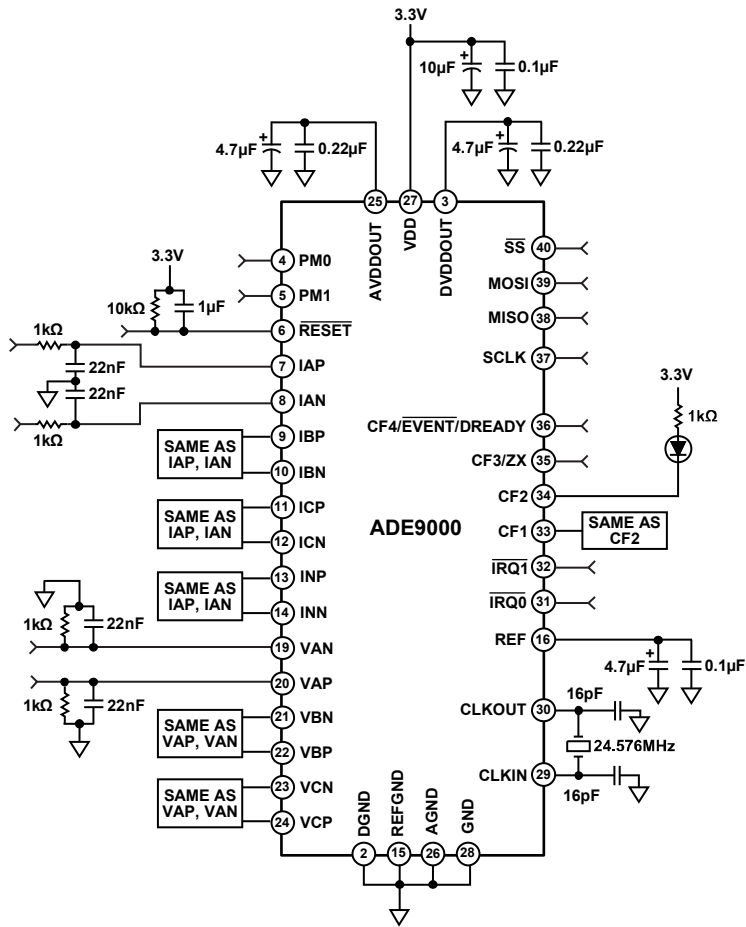 3.3V
10µF
+
0.1µF
4.7µF
+
0.22µF
4.7µF
+
0.22µF
25
27
3
AVDDOUT
VDD
DVDDOUT
3.3V
10kΩ
1µF
4 PM0
5 PM1
6 RESET
1kΩ
22nF
22nF
1kΩ
7 IAP
8 IAN
SAME AS
IAP, IAN
9 IBP
10 IBN
SAME AS
IAP, IAN
11 ICP
12 ICN
SAME AS
IAP, IAN
13 INP
14 INN
1kΩ
22nF
19 VAN
20 VAP
1kΩ
22nF
SAME AS
VAP, VAN
21 VBN
22 VBP
SAME AS
VAP, VAN
23 VCN
24 VCP
ADE9000
SS 40
MOSI 39
MISO 38
SCLK 37
3.3V
1kΩ
CF4/EVENT/DREADY 36
CF3/ZX 35
CF2 34
CF1 33
SAME AS
CF2
IRQ1 32
IRQ0 31
REF 16
4.7µF
+
0.1µF
CLKOUT 30
16pF
24.576MHz
CLKIN 29
16pF
DGND
REFGND
AGND
GND
2
15
26
28